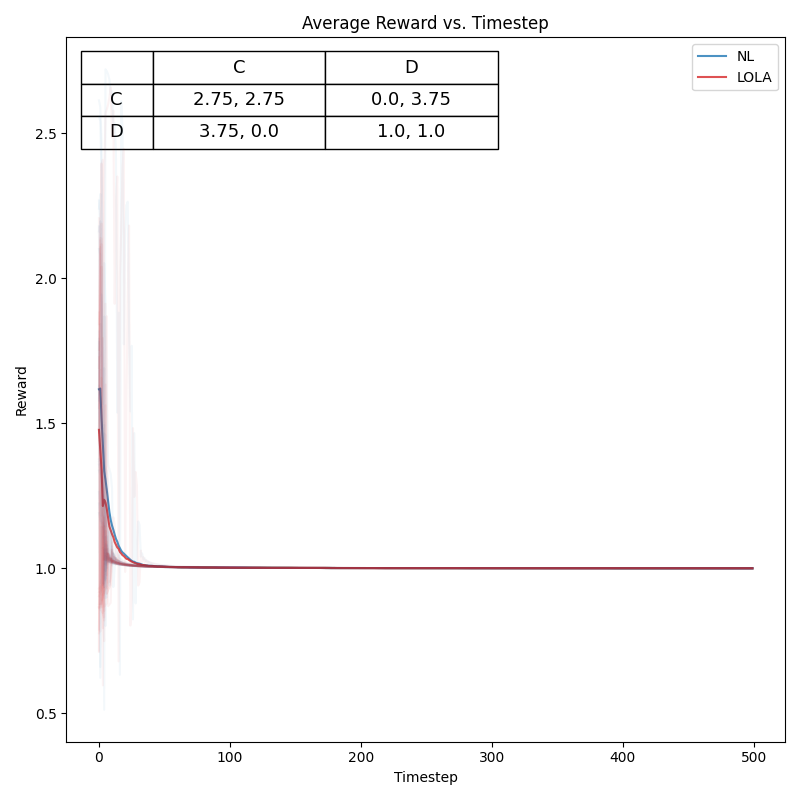 Average Reward vs. Timestep
C D
C 2.75, 2.75 0.0, 3.75
D 3.75, 0.0 1.0, 1.0
NL
LOLA
2.5
2.0
1.5
1.0
0.5
Reward
0 100 200 300 400 500
Timestep